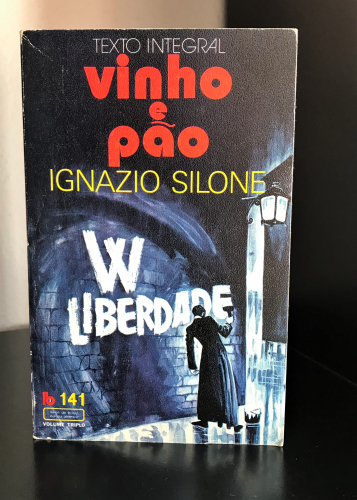 TEXTO INTEGRAL
vinho
e
pão
IGNAZIO SILONE
W
LIBERDADE
141
VOLUME TRIPLO